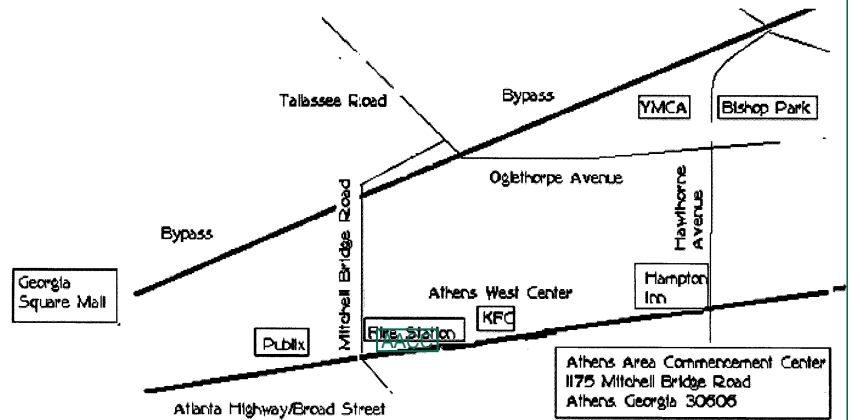 Tallassee Road
Bypass
YMCA
Bishop Park
Oglethorpe Avenue
Hawthorne
Avenue
Mitchell Bridge Road
Bypass
Georgia
Square Mall
Athens West Center
Hampton
Inn
KFC
Fire Station
AACC
Publix
Atlanta Highway/Broad Street
Athens Area Commencement Center
1175 Mitchell Bridge Road
Athens, Georgia 30606